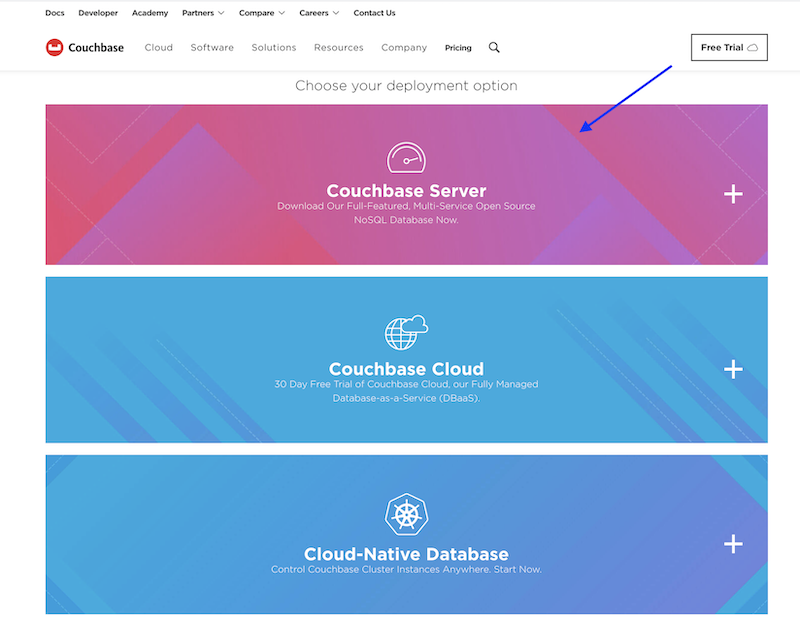 Docs Developer Academy Partners Compare Careers Contact Us
Couchbase Cloud Software Solutions Resources Company Pricing Free Trial
Choose your deployment option
Couchbase Server
Download Our Full-Featured, Multi-Service Open Source
NoSQL Database Now.
Couchbase Cloud
30 Day Free Trial of Couchbase Cloud, our Fully Managed
Database-as-a-Service (DBaaS).
Cloud-Native Database
Control Couchbase Cluster Instances Anywhere. Start Now.